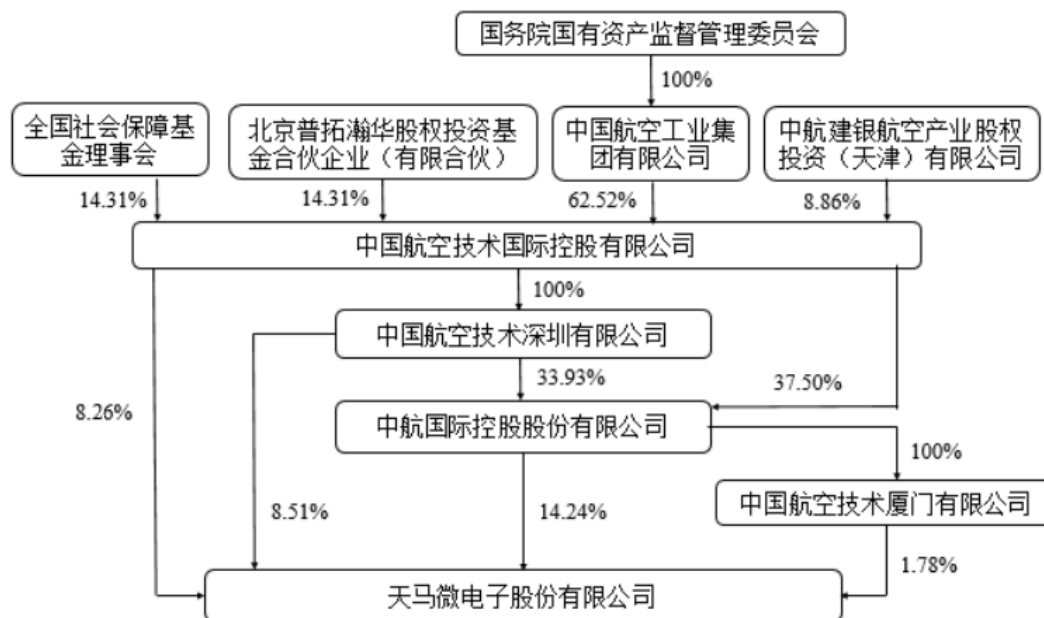 国务院国有资产监督管理委员会
100%
全国社会保障基
金理事会
北京普拓瀚华股权投资基
金合伙企业（有限合伙）
中国航空工业集
团有限公司
中航建银航空产业股权
投资（天津）有限公司
14.31%
14.31%
62.52%
8.86%
中国航空技术国际控股有限公司
100%
中国航空技术深圳有限公司
33.93%
37.50%
8.26%
中航国际控股股份有限公司
100%
中国航空技术厦门有限公司
8.51%
14.24%
1.78%
天马微电子股份有限公司